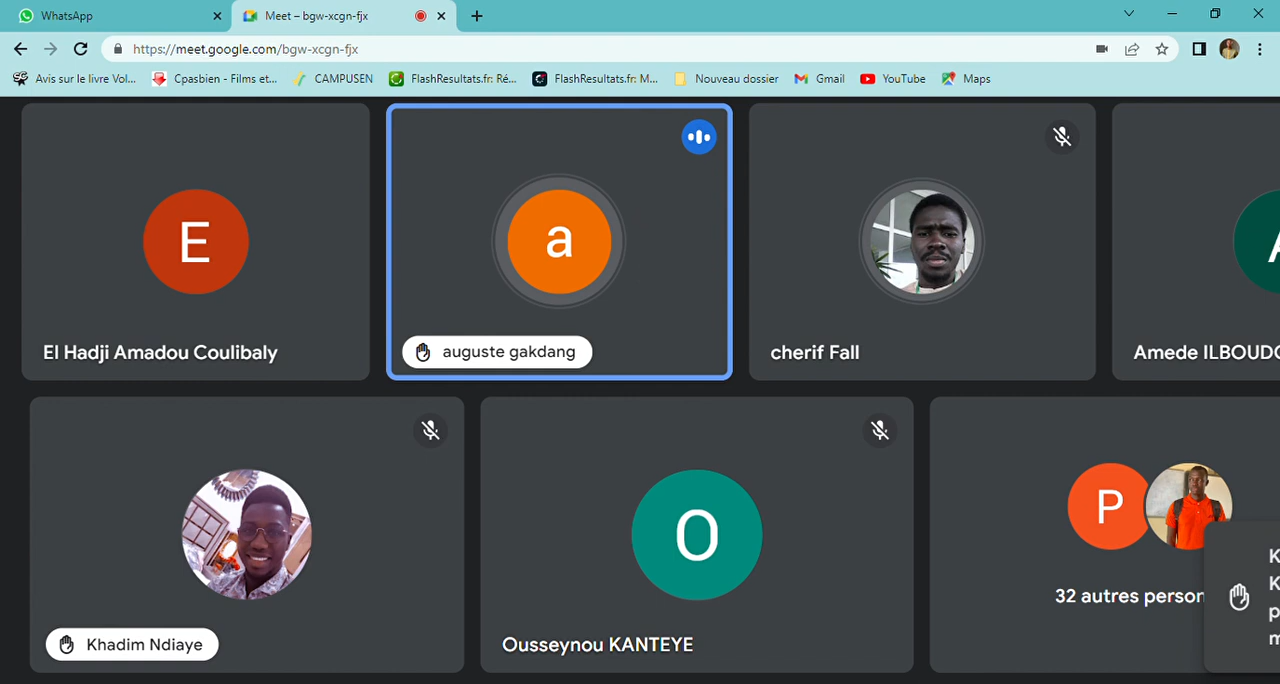 WhatsApp
Meet – bgw-xcgn-fjx
https://meet.google.com/bgw-xcgn-fjx
Avis sur le livre Vol...
Cpasbien - Films et...
CAMPUSEN
FlashResultats.fr: Ré...
FlashResultats.fr: M...
Nouveau dossier
Gmail
YouTube
Maps
E
El Hadji Amadou Coulibaly
a
auguste gakdang
cherif Fall
Amede ILBOUDO
Khadim Ndiaye
O
Ousseynou KANTEYE
P
32 autres person
K
K
p
m